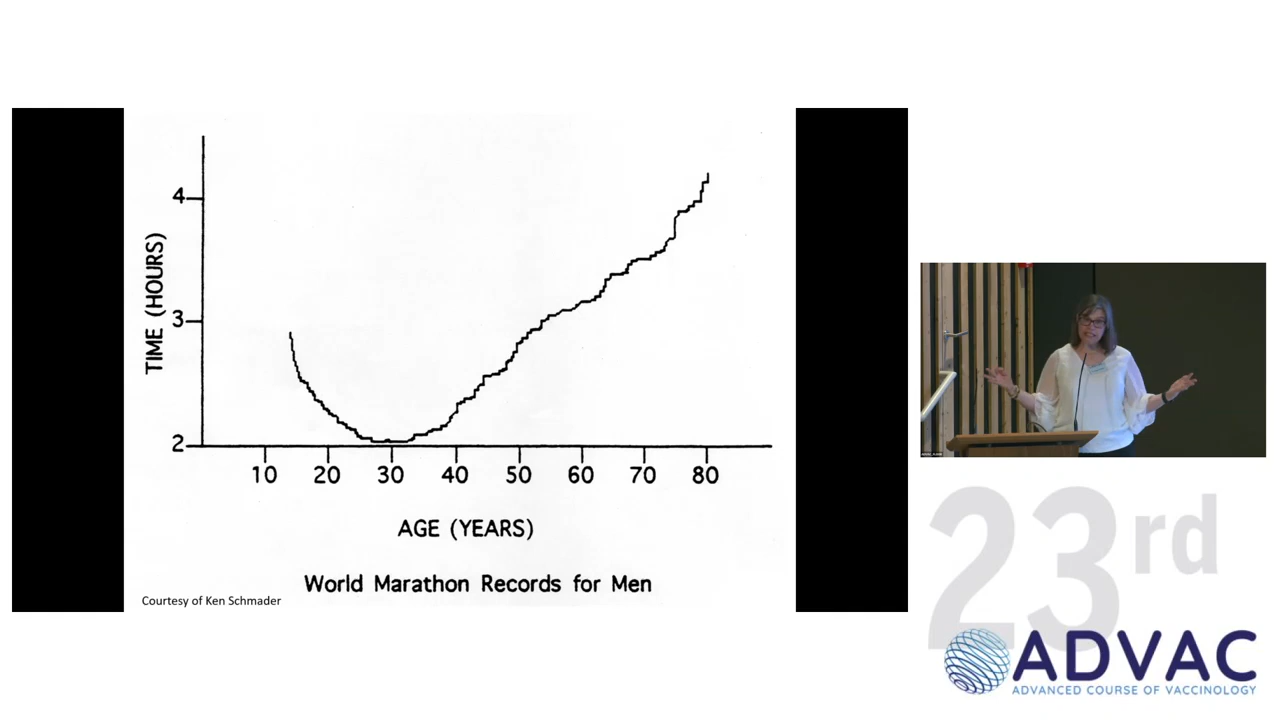 4
3
2
TIME (HOURS)
10 20 30 40 50 60 70 80
AGE (YEARS)
World Marathon Records for Men
Courtesy of Ken Schmader
23rd
ADVAC
ADVANCED COURSE OF VACCINOLOGY